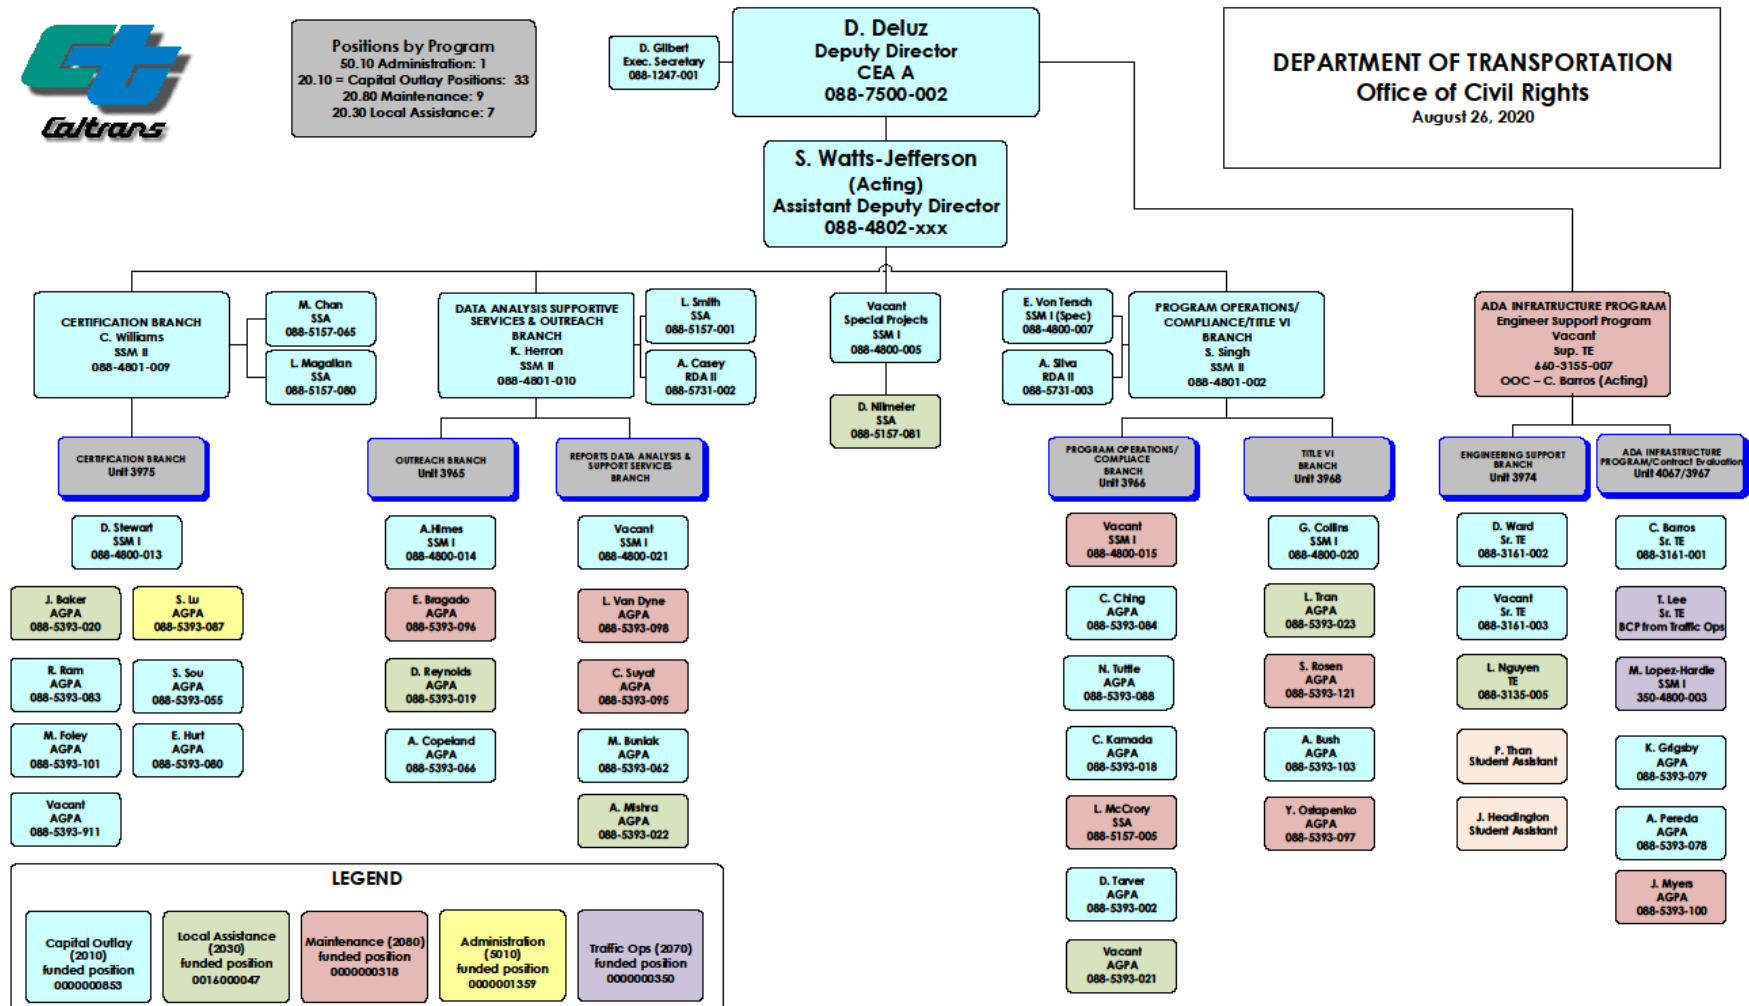 Caltrans
Positions by Program
50.10 Administration: 1
20.10 = Capital Outlay Positions: 33
20.80 Maintenance: 9
20.30 Local Assistance: 7
D. Gilbert
Exec. Secretary
088-1247-001
D. Deluz
Deputy Director
CEA A
088-7500-002
DEPARTMENT OF TRANSPORTATION
Office of Civil Rights
August 26, 2020
S. Watts-Jefferson
(Acting)
Assistant Deputy Director
088-4802-xxx
CERTIFICATION BRANCH
C. Williams
SSM II
088-4801-009
M. Chan
SSA
088-5157-065
L. Magallan
SSA
088-5157-080
DATA ANALYSIS SUPPORTIVE
SERVICES & OUTREACH
BRANCH
K. Herron
SSM II
088-4801-010
L. Smith
SSA
088-5157-001
A. Casey
RDA II
088-5731-002
Vacant
Special Projects
SSM I
088-4800-005
D. Nilmeier
SSA
088-5157-081
E. Von Tersch
SSM I (Spec)
088-4800-007
A. Silva
RDA II
088-5731-003
PROGRAM OPERATIONS/
COMPLIANCE/TITLE VI
BRANCH
S. Singh
SSM II
088-4801-002
ADA INFRATRUCTURE PROGRAM
Engineer Support Program
Vacant
Sup. TE
660-3155-007
OOC – C. Barros (Acting)
CERTIFICATION BRANCH
Unit 3975
D. Stewart
SSM I
088-4800-013
J. Baker
AGPA
088-5393-020
S. Lu
AGPA
088-5393-087
R. Ram
AGPA
088-5393-083
S. Sou
AGPA
088-5393-055
M. Foley
AGPA
088-5393-101
E. Hurt
AGPA
088-5393-080
Vacant
AGPA
088-5393-911
OUTREACH BRANCH
Unit 3965
A.Himes
SSM I
088-4800-014
E. Bragado
AGPA
088-5393-096
D. Reynolds
AGPA
088-5393-019
A. Copeland
AGPA
088-5393-066
REPORTS DATA ANALYSIS &
SUPPORT SERVICES
BRANCH
Vacant
SSM I
088-4800-021
L. Van Dyne
AGPA
088-5393-098
C. Suyat
AGPA
088-5393-095
M. Buniak
AGPA
088-5393-062
A. Mishra
AGPA
088-5393-022
PROGRAM OPERATIONS/
COMPLIACE
BRANCH
Unit 3966
Vacant
SSM I
088-4800-015
C. Ching
AGPA
088-5393-084
N. Tuttle
AGPA
088-5393-088
C. Kamada
AGPA
088-5393-018
L. McCrory
SSA
088-5157-005
D. Tarver
AGPA
088-5393-002
Vacant
AGPA
088-5393-021
TITLE VI
BRANCH
Unit 3968
G. Collins
SSM I
088-4800-020
L. Tran
AGPA
088-5393-023
S. Rosen
AGPA
088-5393-121
A. Bush
AGPA
088-5393-103
Y. Ostapenko
AGPA
088-5393-097
ENGINEERING SUPPORT
BRANCH
Unit 3974
D. Ward
Sr. TE
088-3161-002
Vacant
Sr. TE
088-3161-003
L. Nguyen
TE
088-3135-005
P. Than
Student Assistant
J. Headington
Student Assistant
ADA INFRASTRUCTURE
PROGRAM/Contract Evaluation
Unit 4067/3967
C. Barros
Sr. TE
088-3161-001
T. Lee
Sr. TE
BCP from Traffic Ops
M. Lopez-Hardie
SSM I
350-4800-003
K. Grigsby
AGPA
088-5393-079
A. Pereda
AGPA
088-5393-078
J. Myers
AGPA
088-5393-100
LEGEND
Capital Outlay
(2010)
funded position
0000000853
Local Assistance
(2030)
funded position
0016000047
Maintenance (2080)
funded position
0000000318
Administration
(5010)
funded position
0000001359
Traffic Ops (2070)
funded position
0000000350